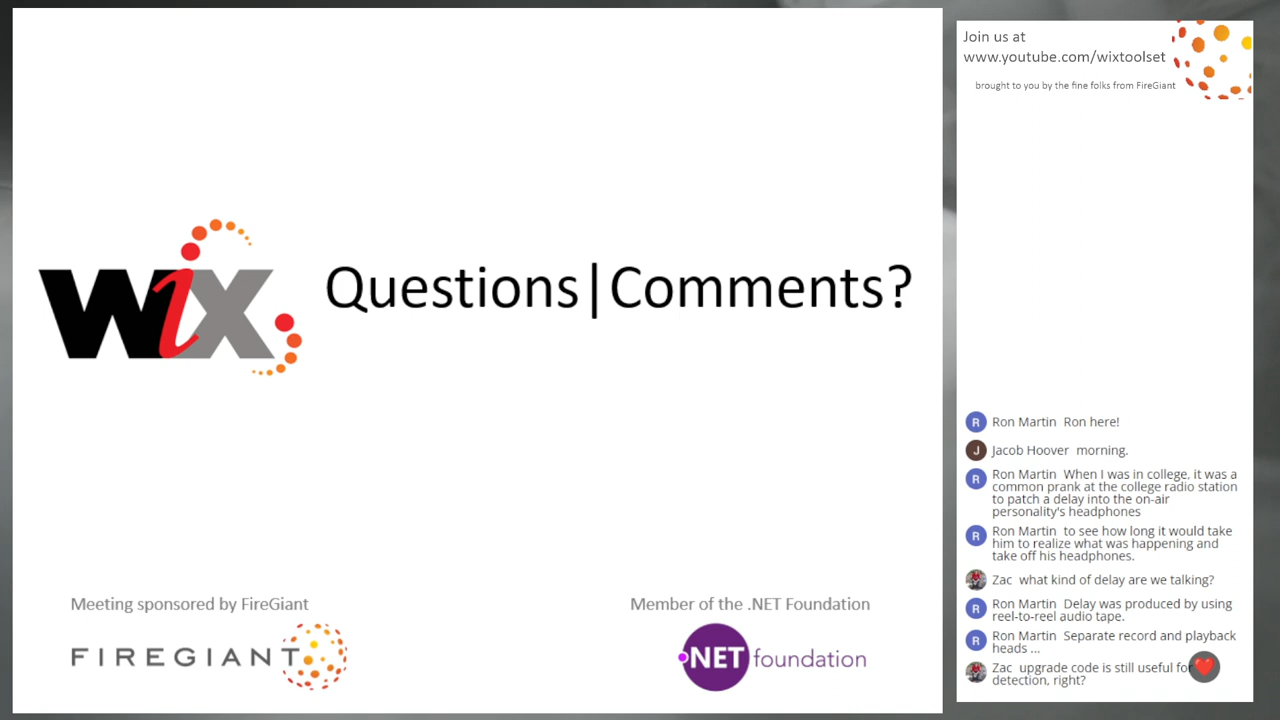 WiX
Questions|Comments?
Meeting sponsored by FireGiant
FIREGIANT
Member of the .NET Foundation
.NET foundation
Join us at
www.youtube.com/wixtoolset
brought to you by the fine folks from FireGiant
R Ron Martin Ron here!
J Jacob Hoover morning.
R Ron Martin When I was in college, it was a
common prank at the college radio station
to patch a delay into the on-air
personality's headphones
R Ron Martin to see how long it would take
him to realize what was happening and
take off his headphones.
Zac what kind of delay are we talking?
R Ron Martin Delay was produced by using
reel-to-reel audio tape.
R Ron Martin Separate record and playback
heads ...
Zac upgrade code is still useful for
detection, right?